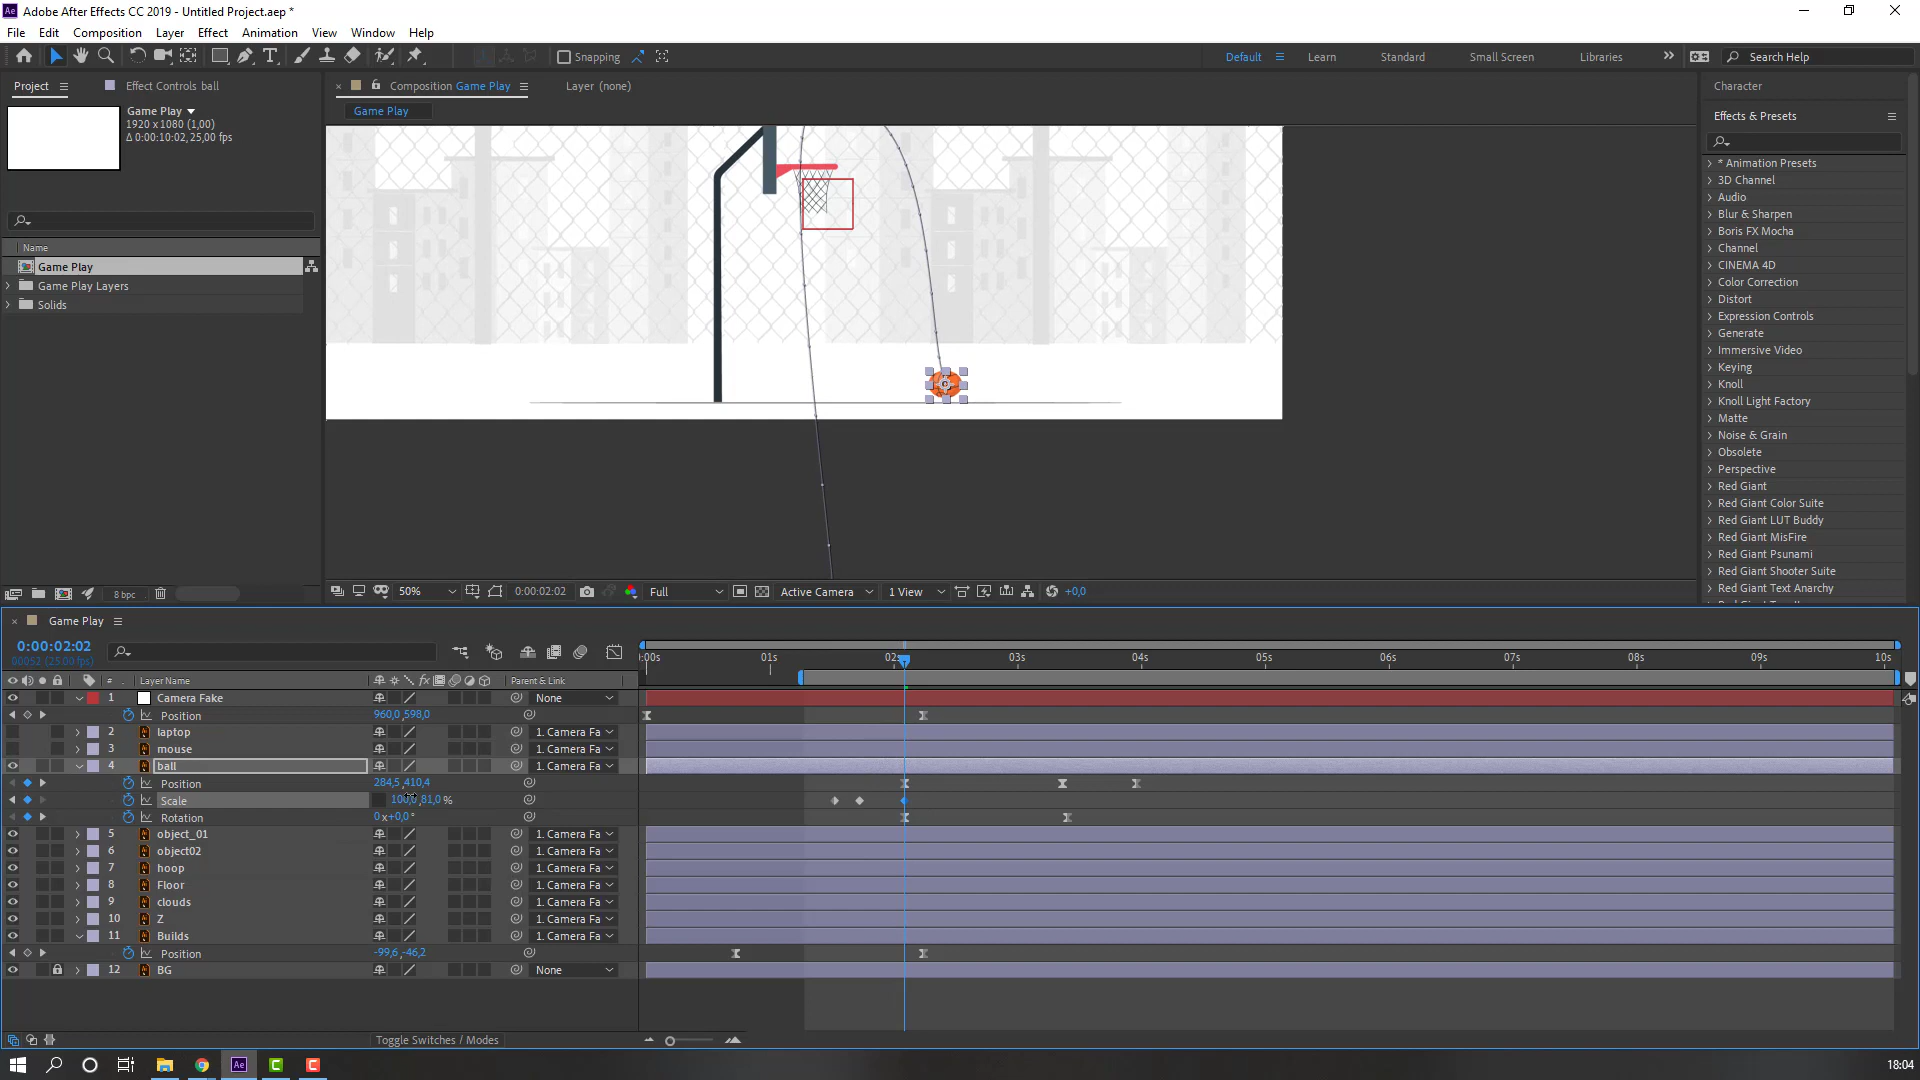 Adobe After Effects CC 2019 - Untitled Project.aep *
File Edit Composition Layer Effect Animation View Window Help
Snapping
Default Learn Standard Small Screen Libraries Search Help
Project Effect Controls ball
Composition Game Play Layer (none)
Character
Game Play
1920 x 1080 (1,00)
Δ 0:00:10:02, 25,00 fps
Game Play
Effects & Presets
Name
Game Play
Game Play Layers
Solids
* Animation Presets
3D Channel
Audio
Blur & Sharpen
Boris FX Mocha
Channel
CINEMA 4D
Color Correction
Distort
Expression Controls
Generate
Immersive Video
Keying
Knoll
Knoll Light Factory
Matte
Noise & Grain
Obsolete
Perspective
Red Giant
Red Giant Color Suite
Red Giant LUT Buddy
Red Giant MisFire
Red Giant Psunami
Red Giant Shooter Suite
Red Giant Text Anarchy
8 bpc
50% 0:00:02:02 Full Active Camera 1 View +0,0
Game Play
0:00:02:02
00052 (25.00 fps)
:00s 01s 02s 03s 04s 05s 06s 07s 08s 09s 10s
# Layer Name Parent & Link
1 Camera Fake None
Position 960,0,598,0
2 laptop 1. Camera Fa
3 mouse 1. Camera Fa
4 ball 1. Camera Fa
Position 284,5,410,4
Scale 100,0,81,0 %
Rotation 0 x+0,0 °
5 object_01 1. Camera Fa
6 object02 1. Camera Fa
7 hoop 1. Camera Fa
8 Floor 1. Camera Fa
9 clouds 1. Camera Fa
10 Z 1. Camera Fa
11 Builds 1. Camera Fa
Position -99,6,-46,2
12 BG None
Toggle Switches / Modes
18:04